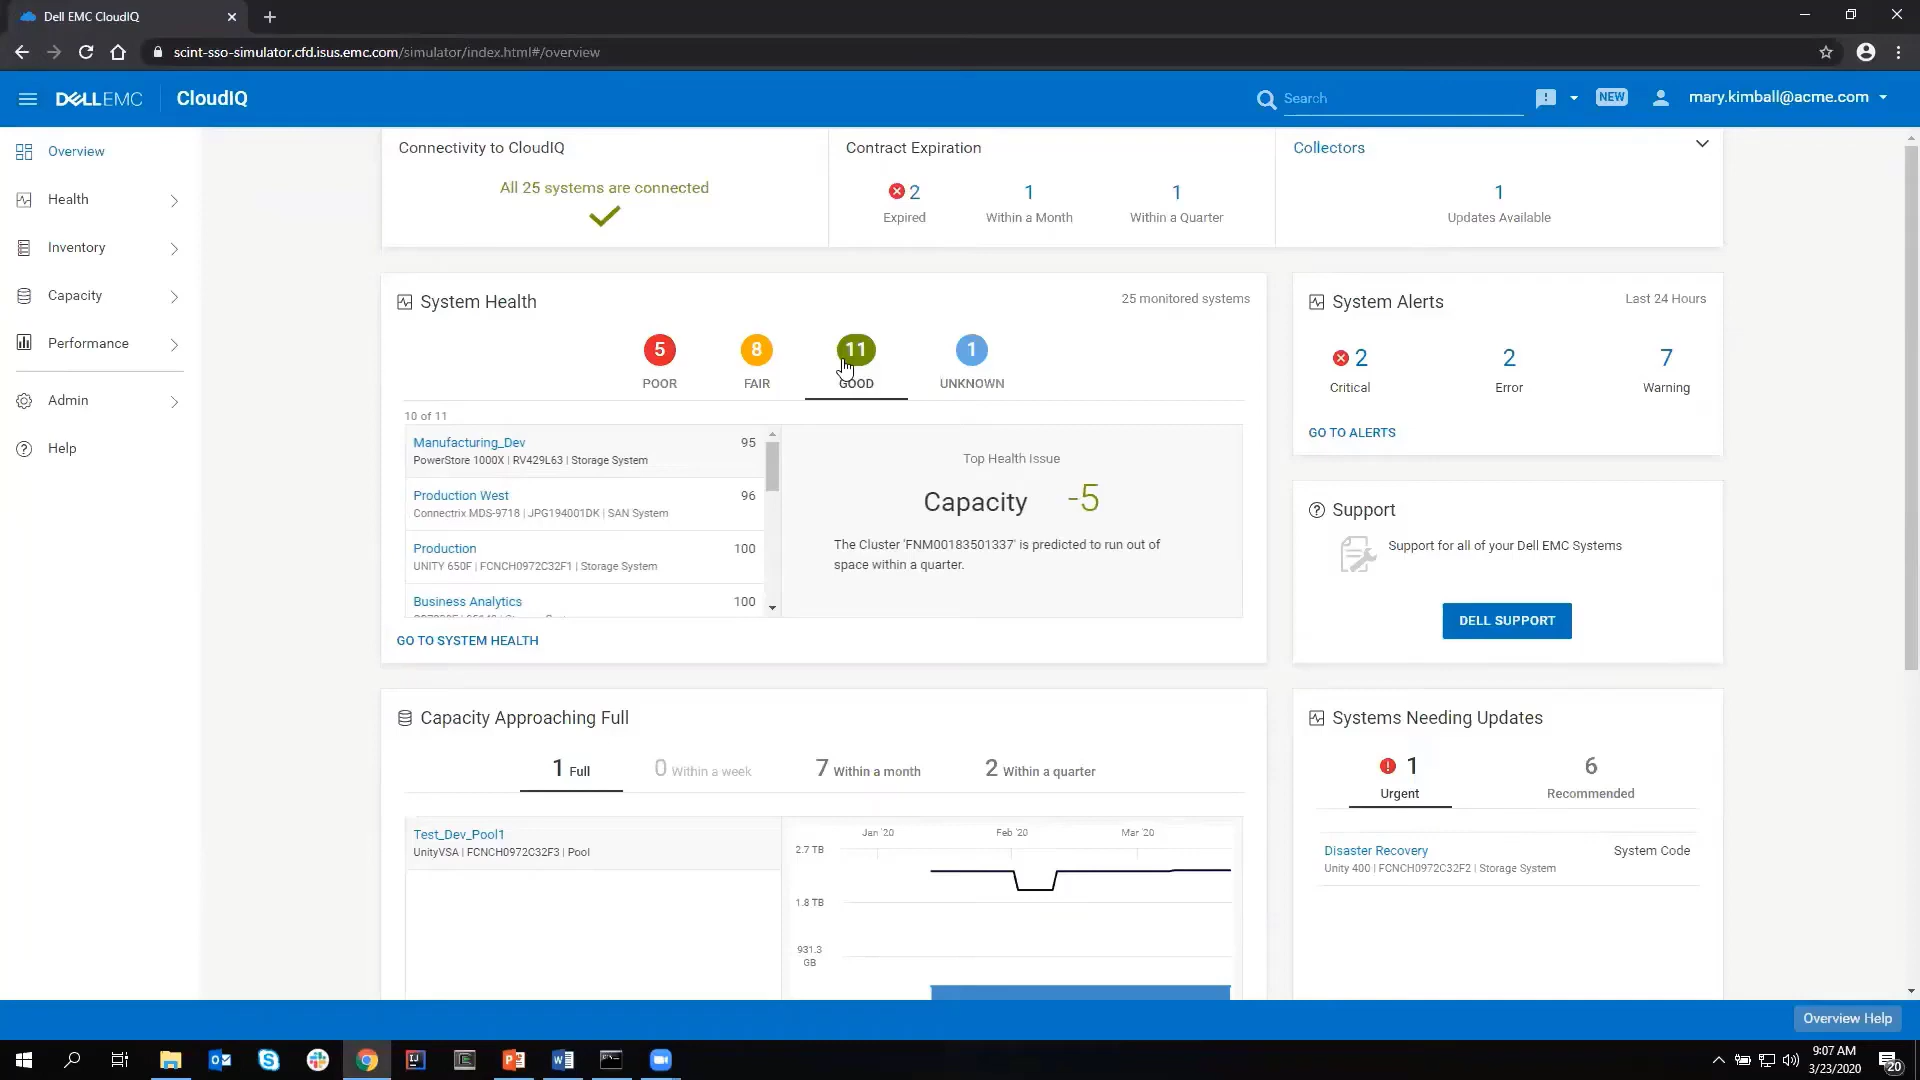 Dell EMC CloudIQ
scint-sso-simulator.cfd.isus.emc.com/simulator/index.html#/overview
DELLEMC
CloudIQ
Search
NEW
mary.kimball@acme.com
Overview
Health
Inventory
Capacity
Performance
Admin
Help
Connectivity to CloudIQ
All 25 systems are connected
Contract Expiration
2
Expired
1
Within a Month
1
Within a Quarter
Collectors
1
Updates Available
System Health
25 monitored systems
5
POOR
8
FAIR
11
GOOD
1
UNKNOWN
10 of 11
Manufacturing_Dev 95
PowerStore 1000X | RV429L63 | Storage System
Production West 96
Connectrix MDS-9718 | JPG194001DK | SAN System
Production 100
UNITY 650F | FCNCH0972C32F1 | Storage System
Business Analytics 100
Top Health Issue
Capacity -5
The Cluster 'FNM00183501337' is predicted to run out of
space within a quarter.
GO TO SYSTEM HEALTH
System Alerts
Last 24 Hours
2
Critical
2
Error
7
Warning
GO TO ALERTS
Support
Support for all of your Dell EMC Systems
DELL SUPPORT
Capacity Approaching Full
1 Full
0 Within a week
7 Within a month
2 Within a quarter
Test_Dev_Pool1
UnityVSA | FCNCH0972C32F3 | Pool
Jan '20
Feb '20
Mar '20
2.7 TB
1.8 TB
931.3
GB
Systems Needing Updates
1
Urgent
6
Recommended
Disaster Recovery System Code
Unity 400 | FCNCH0972C32F2 | Storage System
Overview Help
9:07 AM
3/23/2020
20